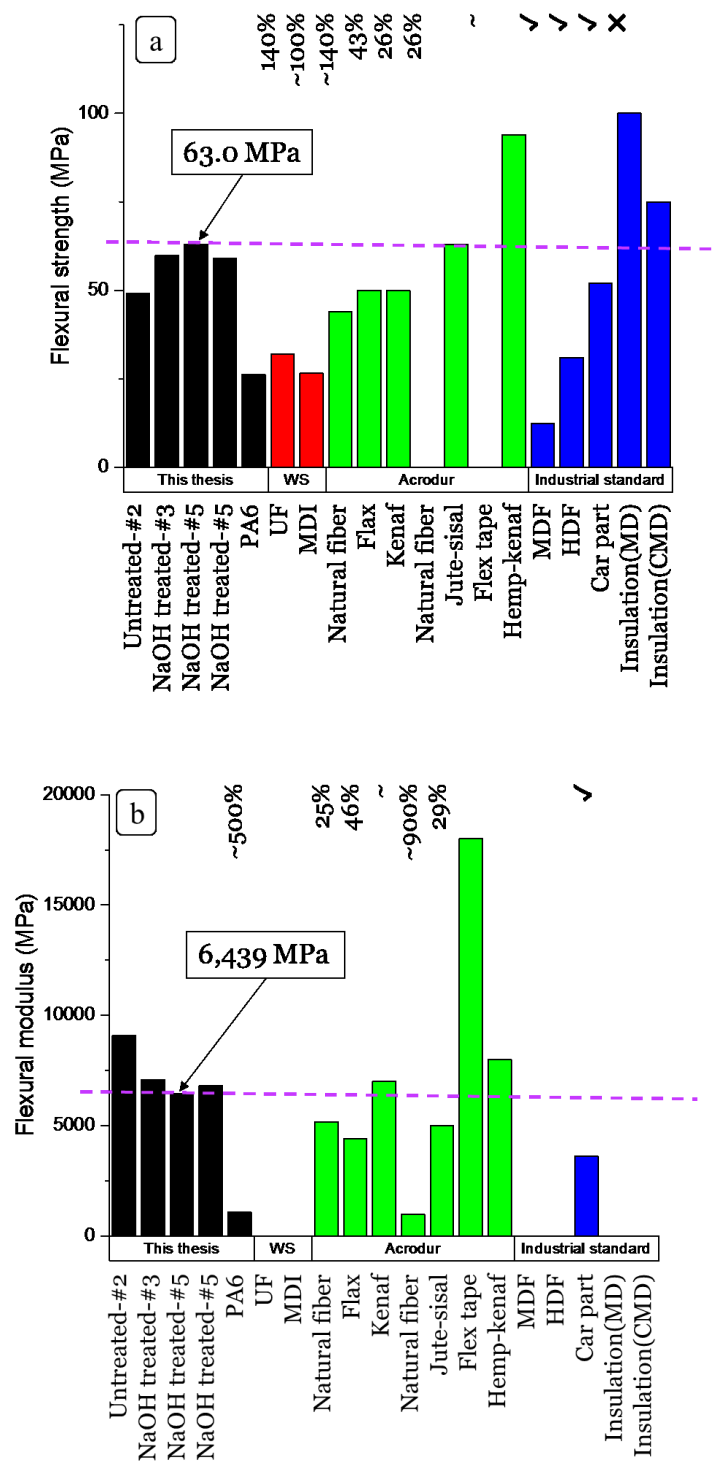 a
140%
~100%
~140%
43%
26%
26%
~
✓
✓
✓
×
Flexural strength (MPa)
100
50
0
63.0 MPa
This thesis
WS
Acrodur
Industrial standard
Untreated-#2
NaOH treated-#3
NaOH treated-#5
NaOH treated-#5
PA6
UF
MDI
Natural fiber
Flax
Kenaf
Natural fiber
Jute-sisal
Flex tape
Hemp-kenaf
MDF
HDF
Car part
Insulation(MD)
Insulation(CMD)
b
~500%
25%
46%
~
~900%
29%
✓
Flexural modulus (MPa)
20000
15000
10000
5000
0
6,439 MPa
This thesis
WS
Acrodur
Industrial standard
Untreated-#2
NaOH treated-#3
NaOH treated-#5
NaOH treated-#5
PA6
UF
MDI
Natural fiber
Flax
Kenaf
Natural fiber
Jute-sisal
Flex tape
Hemp-kenaf
MDF
HDF
Car part
Insulation(MD)
Insulation(CMD)